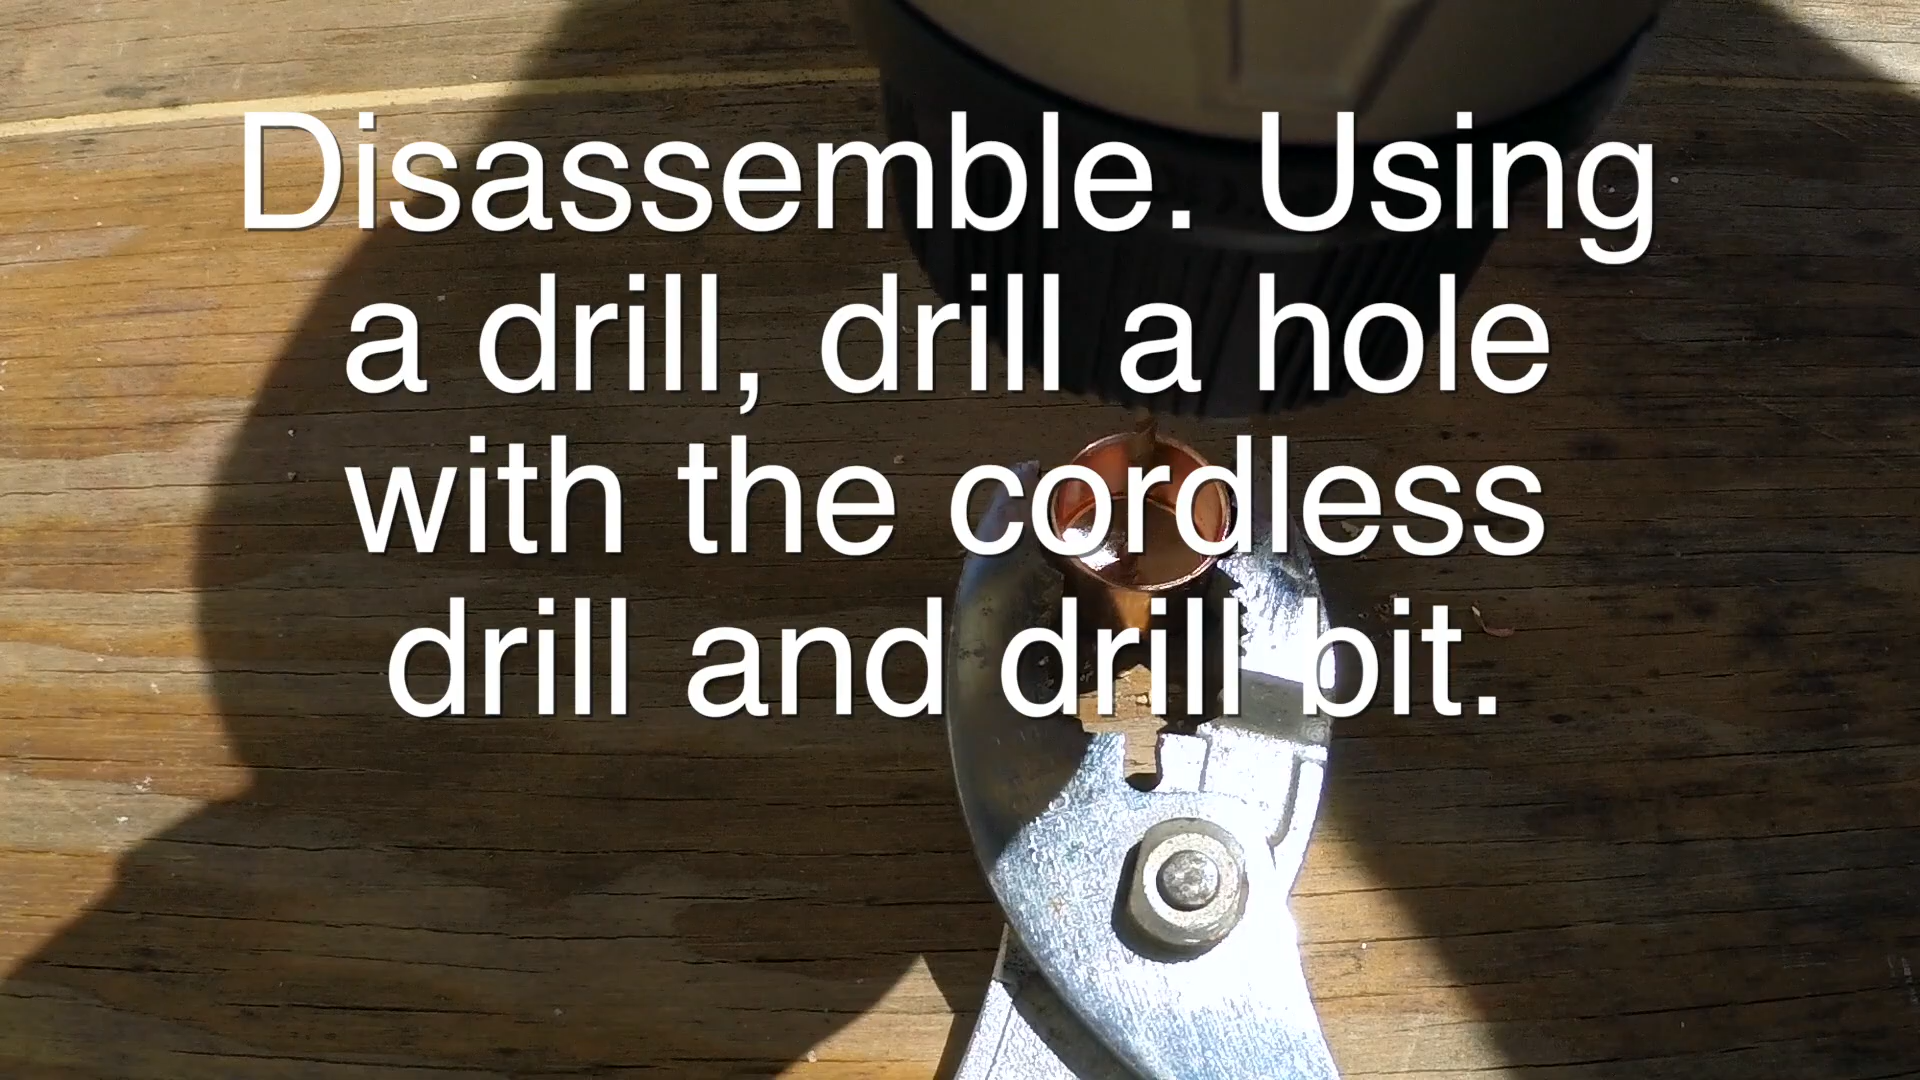 Disassemble. Using
a drill, drill a hole
with the cordless
drill and drill bit.